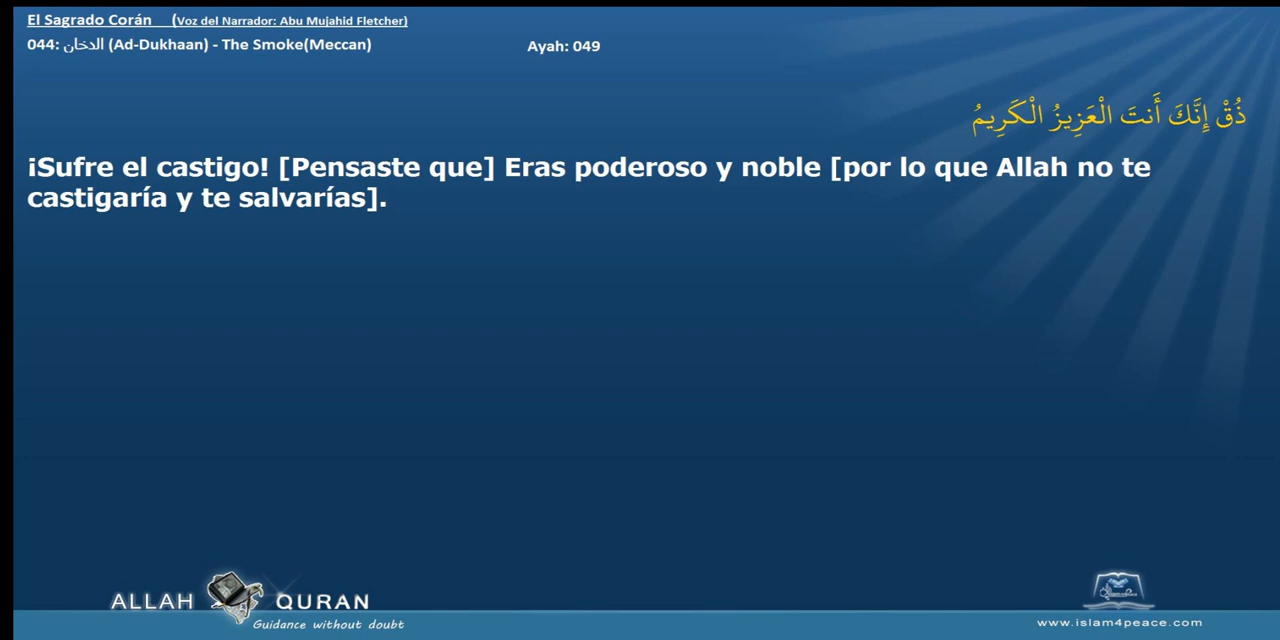 El Sagrado Corán (Voz del Narrador: Abu Mujahid Fletcher)
044: الدخان (Ad-Dukhaan) - The Smoke(Meccan) Ayah: 049
ذُقْ إِنَّكَ أَنتَ الْعَزِيزُ الْكَرِيمُ
¡Sufre el castigo! [Pensaste que] Eras poderoso y noble [por lo que Allah no te
castigaría y te salvarías].
ALLAH QURAN
Guidance without doubt
www.islam4peace.com